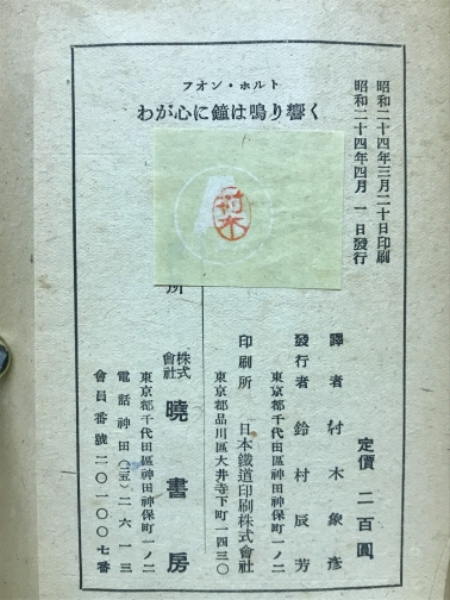 フオン・ホルト
わが心に鐘は鳴り響く
昭和二十四年三月二十日印刷
昭和二十四年四月一日發行
村木
定價 二百圓
譯者 村木象彦
發行者 鈴村辰芳
東京都千代田區神田神保町一ノ二
印刷所 日本鐵道印刷株式會社
東京都品川區大井寺下町一四三〇
所
株式會社 曉書房
東京都千代田區神田神保町一ノ二
電話神田(25)二六一三
會員番號二〇一〇〇七番